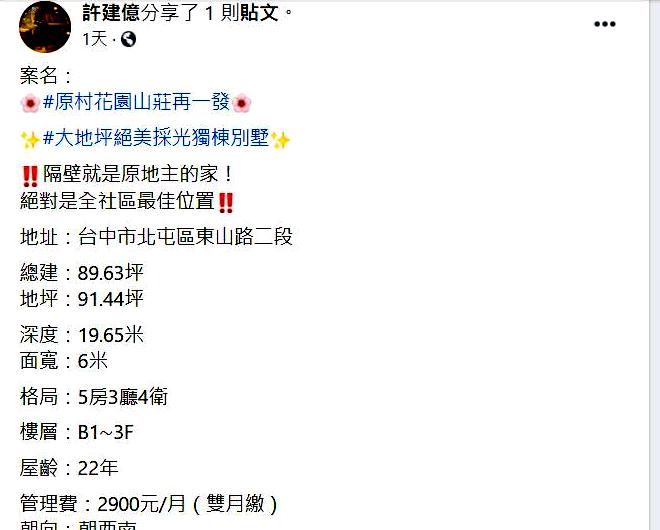 許建億分享了 1 則貼文。
1天
案名：
🌸#原村花園山莊再一發🌸
✨#大地坪絕美採光獨棟別墅✨
‼️隔壁就是原地主的家！
絕對是全社區最佳位置‼️
地址：台中市北屯區東山路二段
總建：89.63坪
地坪：91.44坪
深度：19.65米
面寬：6米
格局：5房3廳4衛
樓層：B1~3F
屋齡：22年
管理費：2900元/月（雙月繳）
朝向：朝西南